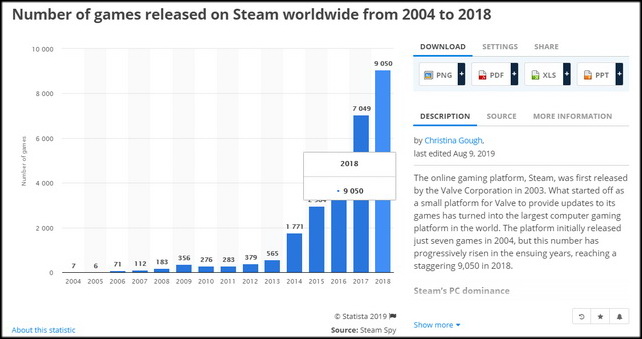 Number of games released on Steam worldwide from 2004 to 2018
10 000
8 000
6 000
4 000
2 000
0
Number of games
7
6
71
112
183
356
276
283
379
565
1 771
7 049
9 050
2018
- 9 050
2004 2005 2006 2007 2008 2009 2010 2011 2012 2013 2014 2015 2016 2017 2018
© Statista 2019
About this statistic
Source: Steam Spy
DOWNLOAD SETTINGS SHARE
PNG + PDF + XLS + PPT +
DESCRIPTION SOURCE MORE INFORMATION
by Christina Gough,
last edited Aug 9, 2019
The online gaming platform, Steam, was first released
by the Valve Corporation in 2003. What started off as
a small platform for Valve to provide updates to its
games has turned into the largest computer gaming
platform in the world. The platform initially released
just seven games in 2004, but this number has
progressively risen in the ensuing years, reaching a
staggering 9,050 in 2018.
Steam's PC dominance
Show more